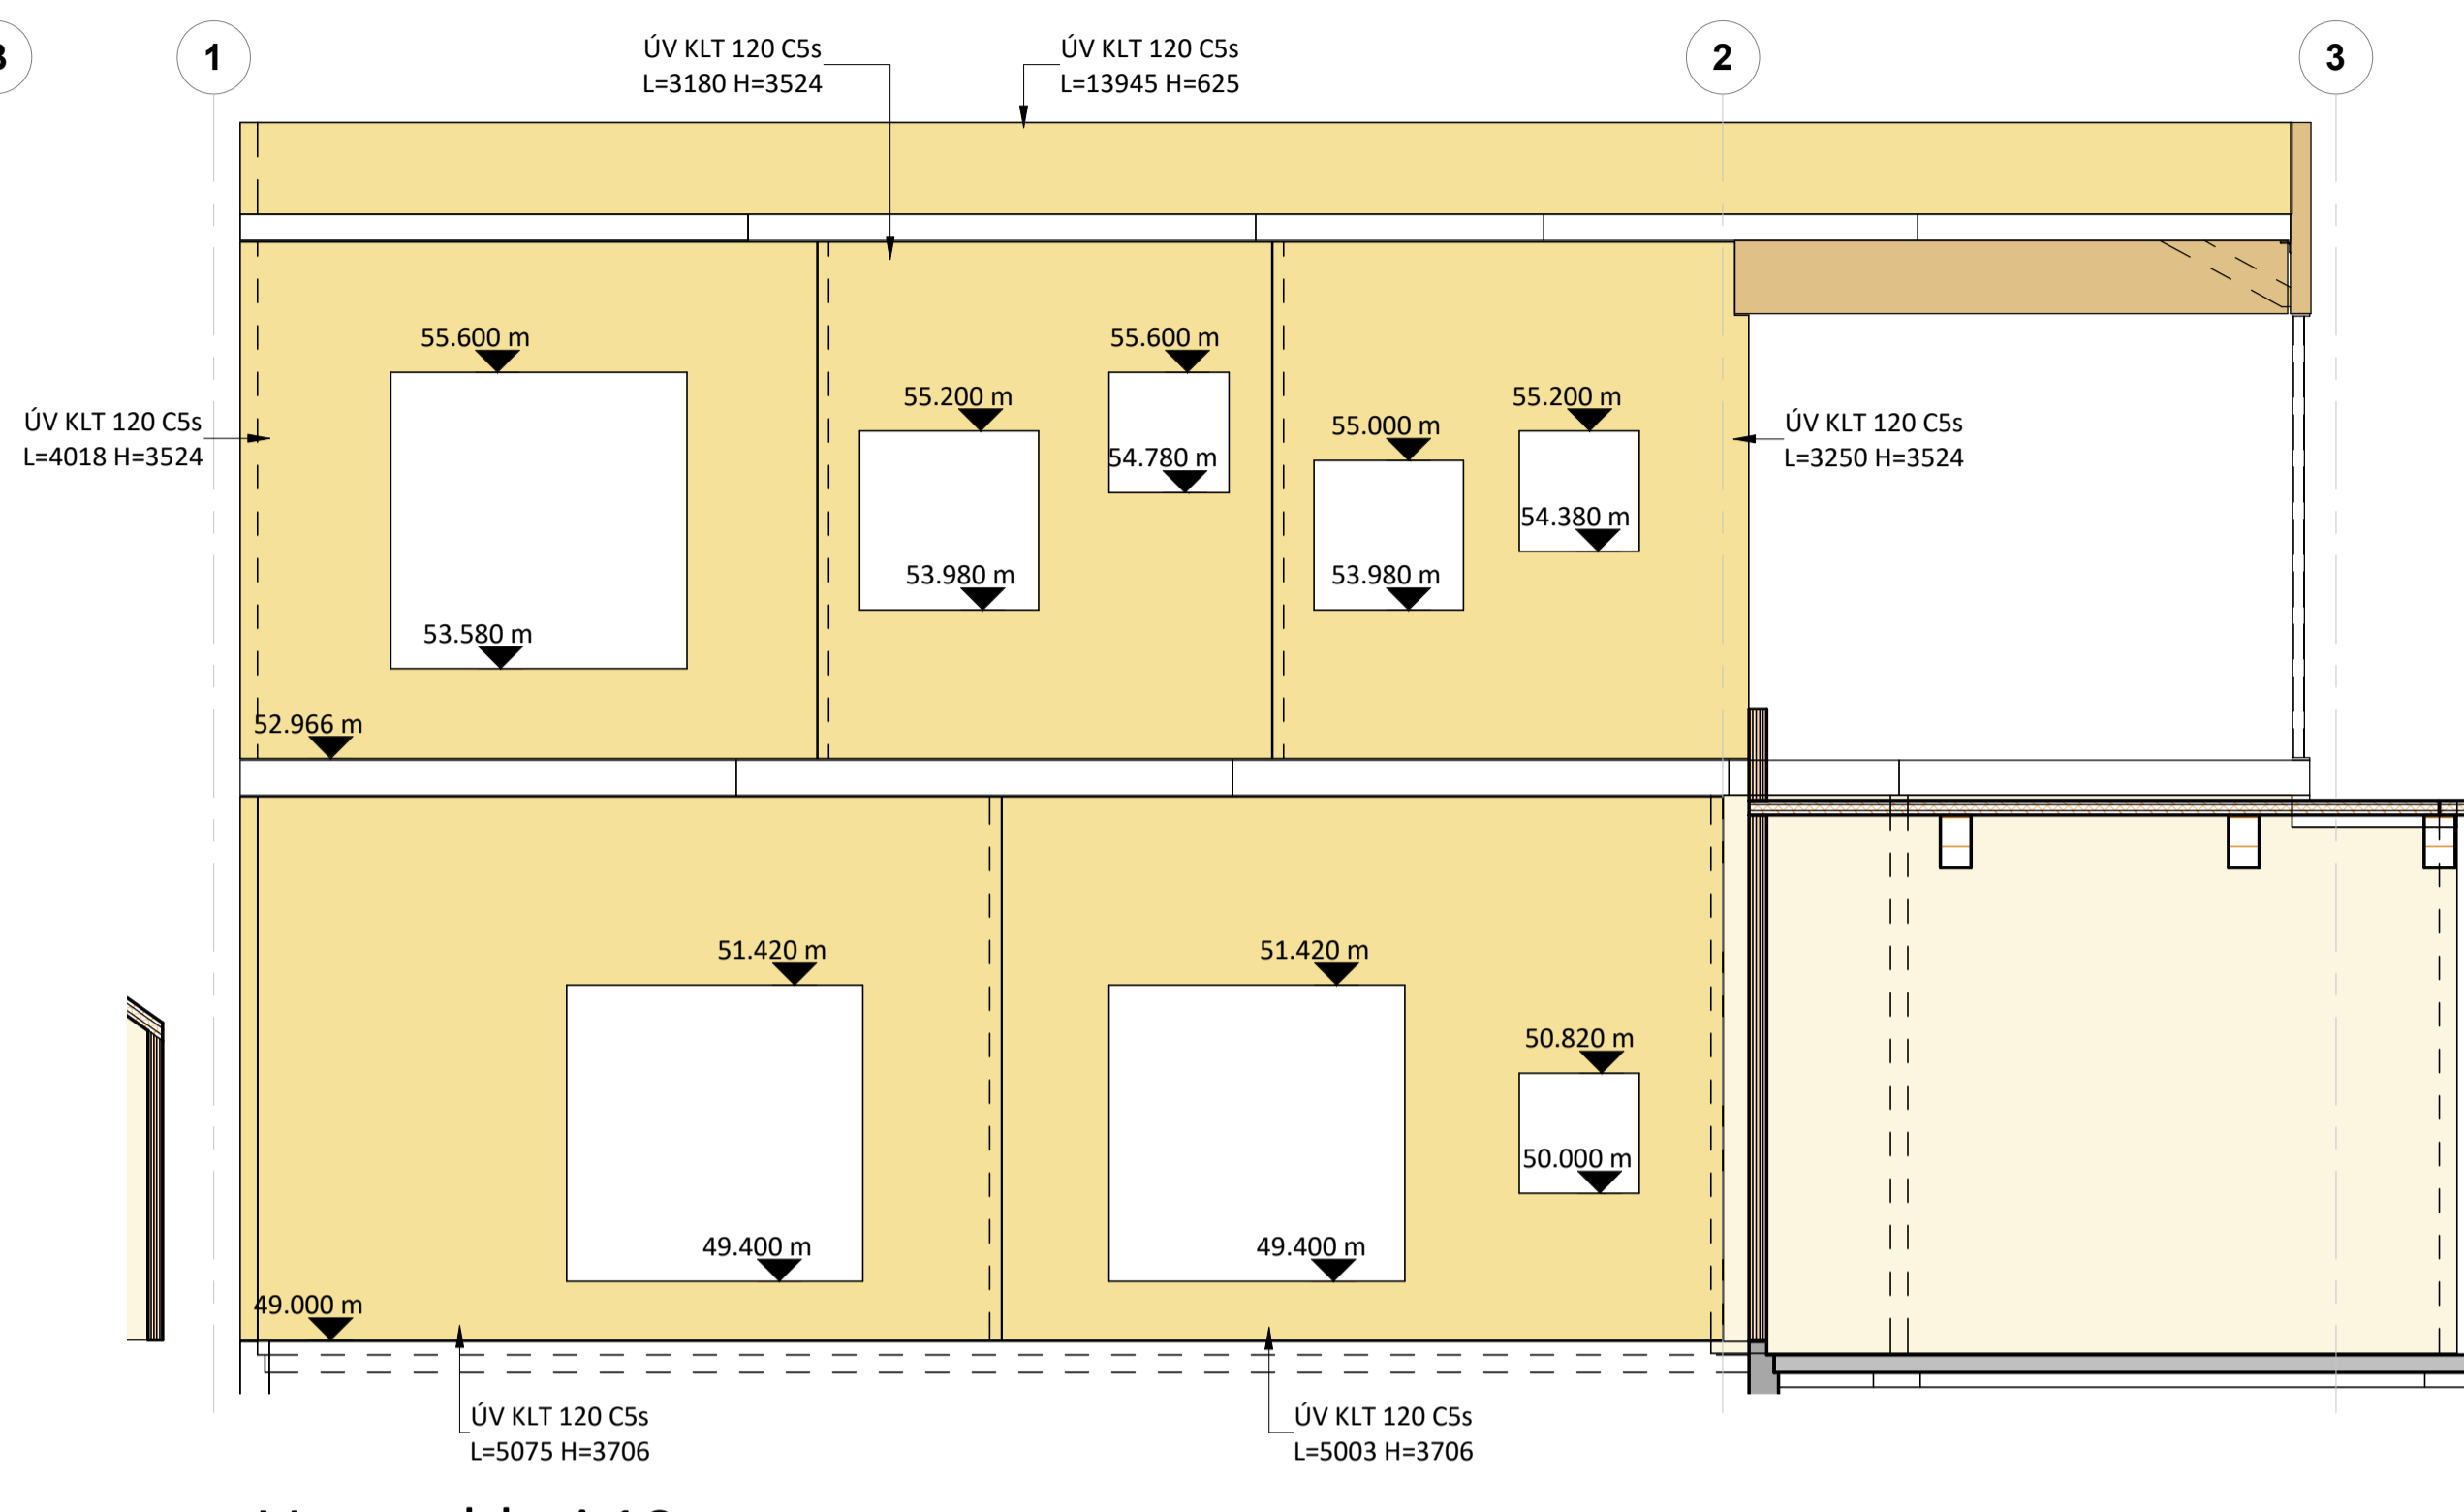 1
2
3
ÚV KLT 120 C5s
L=3180 H=3524
ÚV KLT 120 C5s
L=13945 H=625
55.600 m
55.600 m
55.200 m
55.200 m
55.000 m
ÚV KLT 120 C5s
L=4018 H=3524
ÚV KLT 120 C5s
L=3250 H=3524
54.780 m
54.380 m
53.980 m
53.980 m
53.580 m
52.966 m
51.420 m
51.420 m
50.820 m
50.000 m
49.400 m
49.400 m
49.000 m
ÚV KLT 120 C5s
L=5075 H=3706
ÚV KLT 120 C5s
L=5003 H=3706